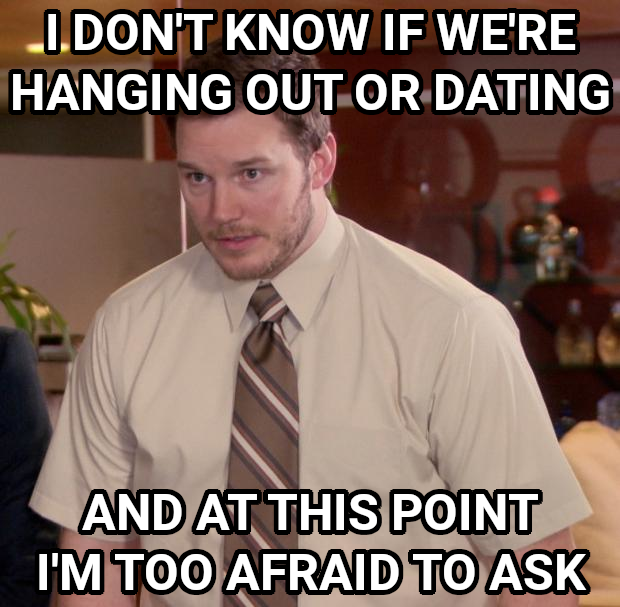 I DON'T KNOW IF WE'RE
HANGING OUT OR DATING
AND AT THIS POINT
I'M TOO AFRAID TO ASK